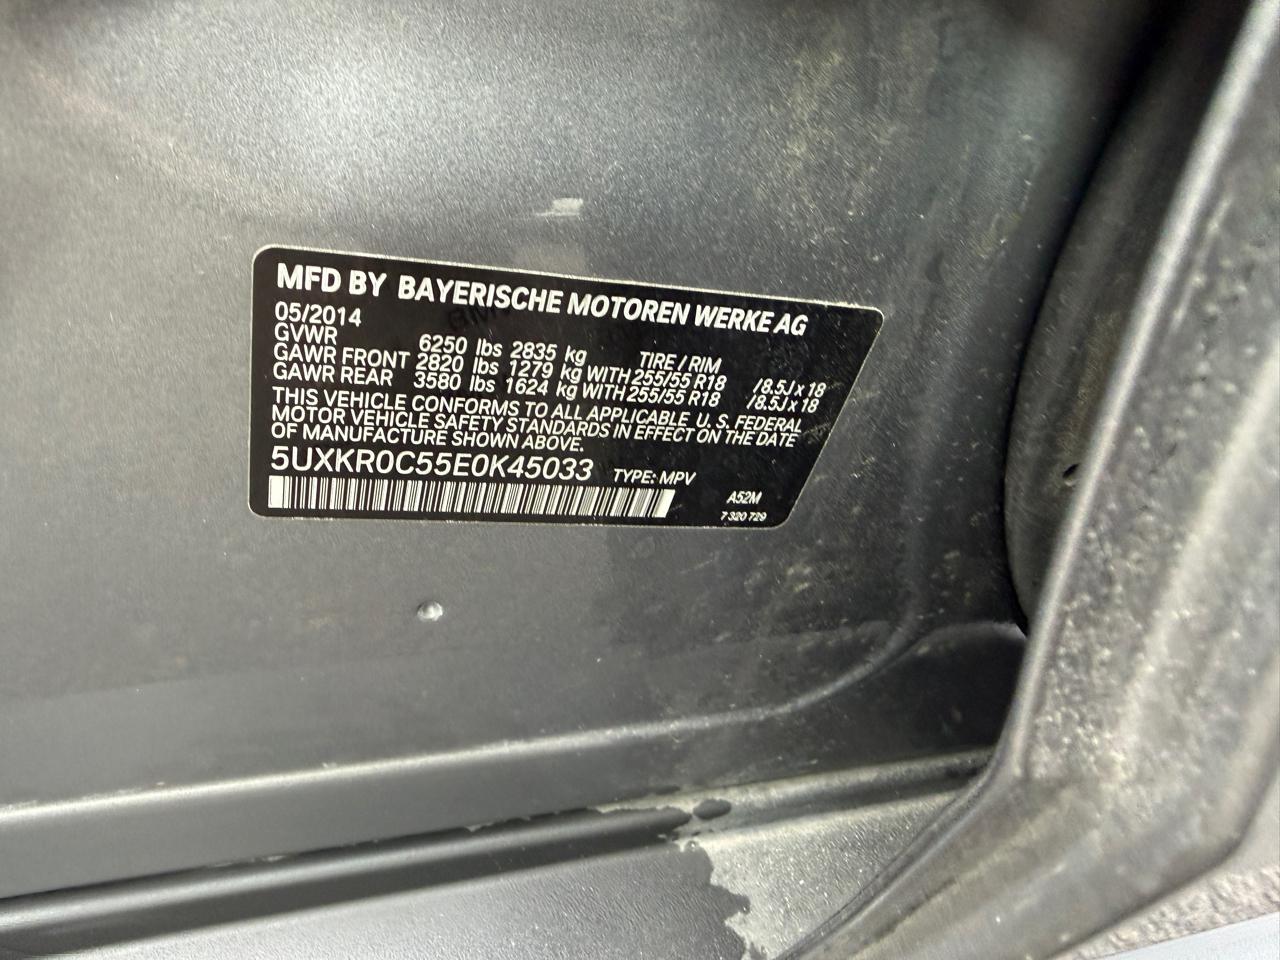 MFD BY BAYERISCHE MOTOREN WERKE AG
05/2014
GVWR 6250 lbs 2835 kg TIRE / RIM
GAWR FRONT 2820 lbs 1279 kg WITH 255/55 R18 /8.5J x 18
GAWR REAR 3580 lbs 1624 kg WITH 255/55 R18 /8.5J x 18
THIS VEHICLE CONFORMS TO ALL APPLICABLE U. S. FEDERAL
MOTOR VEHICLE SAFETY STANDARDS IN EFFECT ON THE DATE
OF MANUFACTURE SHOWN ABOVE.
5UXKR0C55E0K45033 TYPE: MPV
A52M
7 320 729